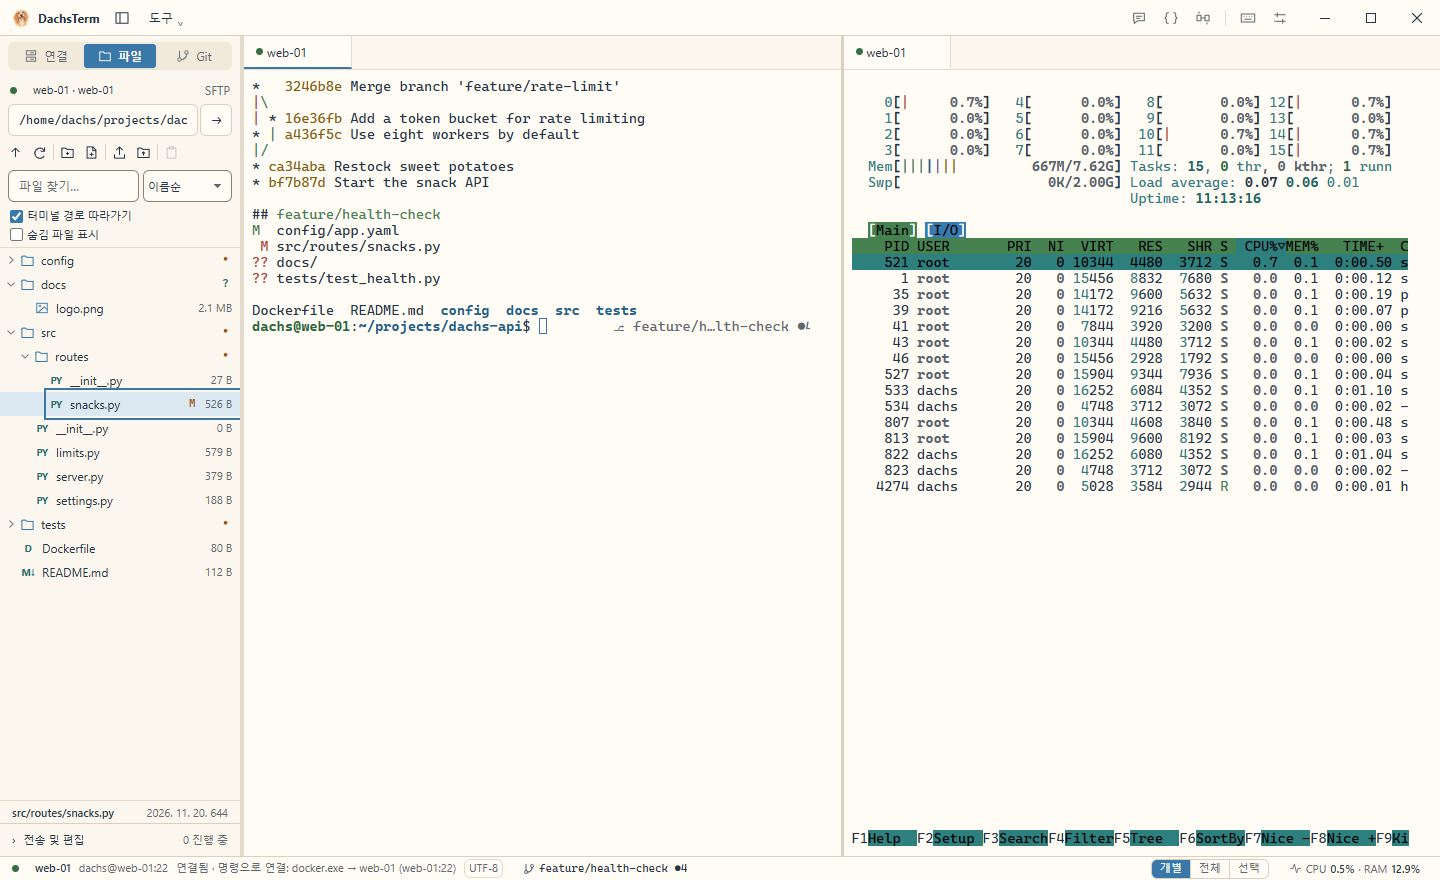 DachsTerm 도구
연결 파일 Git
web-01 · web-01 SFTP
/home/dachs/projects/dac →
파일 찾기… 이름순
터미널 경로 따라가기
숨김 파일 표시
config •
docs ?
logo.png 2.1 MB
src •
routes •
PY __init__.py 27 B
PY snacks.py M 526 B
PY __init__.py 0 B
PY limits.py 579 B
PY server.py 379 B
PY settings.py 188 B
tests •
D Dockerfile 80 B
M↓ README.md 112 B
src/routes/snacks.py 2026. 11. 20. 644
› 전송 및 편집 0 진행 중
web-01
*   3246b8e Merge branch 'feature/rate-limit'
|\
| * 16e36fb Add a token bucket for rate limiting
* | a436f5c Use eight workers by default
|/
* ca34aba Restock sweet potatoes
* bf7b87d Start the snack API
## feature/health-check
M  config/app.yaml
 M src/routes/snacks.py
?? docs/
?? tests/test_health.py
Dockerfile  README.md  config  docs  src  tests
dachs@web-01:~/projects/dachs-api$ feature/h…lth-check ●4
web-01
0[| 0.7%] 4[ 0.0%] 8[ 0.0%] 12[| 0.7%]
1[ 0.0%] 5[ 0.0%] 9[ 0.0%] 13[ 0.0%]
2[ 0.0%] 6[ 0.0%] 10[| 0.7%] 14[| 0.7%]
3[ 0.0%] 7[ 0.0%] 11[ 0.0%] 15[| 0.7%]
Mem[||||||| 667M/7.62G] Tasks: 15, 0 thr, 0 kthr; 1 runn
Swp[ 0K/2.00G] Load average: 0.07 0.06 0.01
Uptime: 11:13:16
[Main] [I/O]
PID USER PRI NI VIRT RES SHR S CPU%▽MEM% TIME+ C
521 root 20 0 10344 4480 3712 S 0.7 0.1 0:00.50 s
1 root 20 0 15456 8832 7680 S 0.0 0.1 0:00.12 s
35 root 20 0 14172 9600 5632 S 0.0 0.1 0:00.19 p
39 root 20 0 14172 9216 5632 S 0.0 0.1 0:00.07 p
41 root 20 0 7844 3920 3200 S 0.0 0.0 0:00.00 s
43 root 20 0 10344 4480 3712 S 0.0 0.1 0:00.02 s
46 root 20 0 15456 2928 1792 S 0.0 0.0 0:00.00 s
527 root 20 0 15904 9344 7936 S 0.0 0.1 0:00.04 s
533 dachs 20 0 16252 6084 4352 S 0.0 0.1 0:01.10 s
534 dachs 20 0 4748 3712 3072 S 0.0 0.0 0:00.02 -
807 root 20 0 10344 4608 3840 S 0.0 0.1 0:00.48 s
813 root 20 0 15904 9600 8192 S 0.0 0.1 0:00.03 s
822 dachs 20 0 16252 6080 4352 S 0.0 0.1 0:01.04 s
823 dachs 20 0 4748 3712 3072 S 0.0 0.0 0:00.02 -
4274 dachs 20 0 5028 3584 2944 R 0.0 0.0 0:00.01 h
F1Help F2Setup F3SearchF4FilterF5Tree F6SortByF7Nice -F8Nice +F9Ki
web-01 dachs@web-01:22 연결됨 · 명령으로 연결: docker.exe → web-01 (web-01:22) UTF-8 feature/health-check ●4 개별 전체 선택 CPU 0.5% · RAM 12.9%